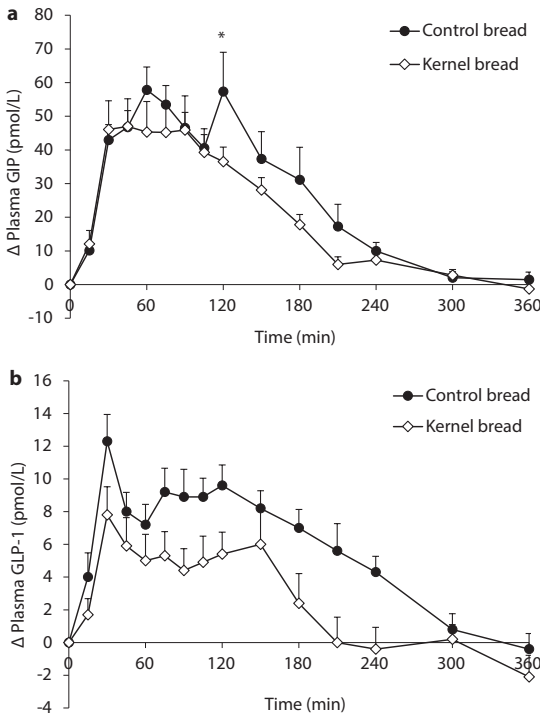 a
80
70
60
50
40
30
20
10
0
-10
Δ Plasma GIP (pmol/L)
*
Control bread
Kernel bread
0 60 120 180 240 300 360
Time (min)
b
16
14
12
10
8
6
4
2
0
-2
-4
Δ Plasma GLP-1 (pmol/L)
Control bread
Kernel bread
0 60 120 180 240 300 360
Time (min)